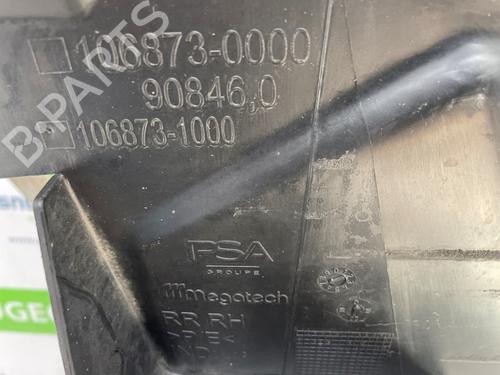 106873-0000
90846,0
106873-1000
B-PARTS
PSA
GROUPE
megatech
RR RH
>P/E<